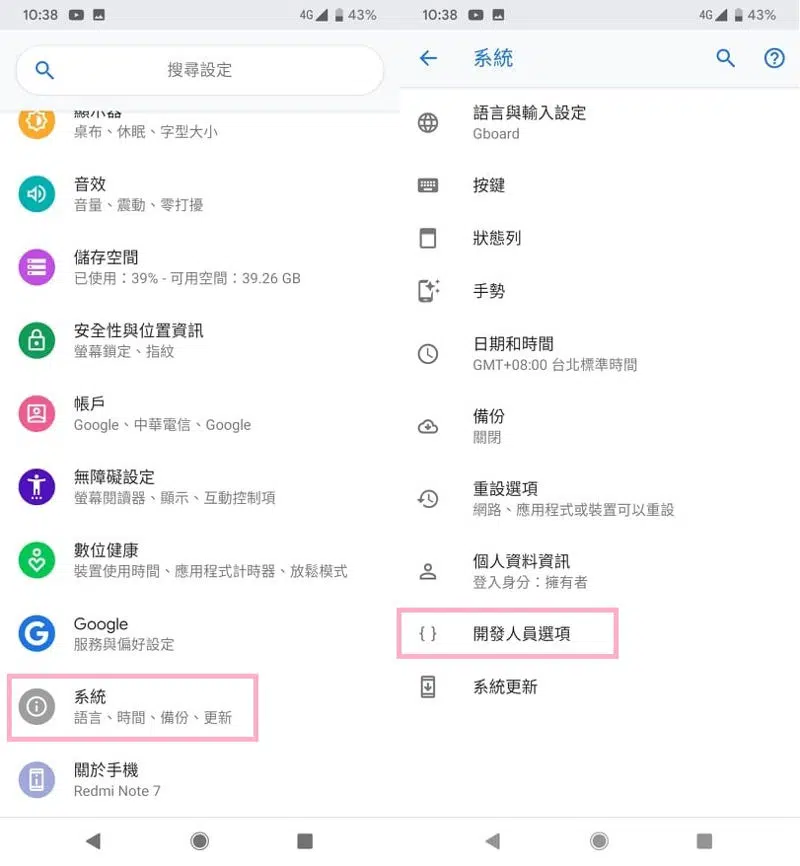 10:38
4G
43%
搜尋設定
顯示器
桌布、休眠、字型大小
音效
音量、震動、零打擾
儲存空間
已使用：39% - 可用空間：39.26 GB
安全性與位置資訊
螢幕鎖定、指紋
帳戶
Google、中華電信、Google
無障礙設定
螢幕閱讀器、顯示、互動控制項
數位健康
裝置使用時間、應用程式計時器、放鬆模式
Google
服務與偏好設定
系統
語言、時間、備份、更新
關於手機
Redmi Note 7
10:38
4G
43%
系統
語言與輸入設定
Gboard
按鍵
狀態列
手勢
日期和時間
GMT+08:00 台北標準時間
備份
關閉
重設選項
網路、應用程式或裝置可以重設
個人資料資訊
登入身分：擁有者
{ } 開發人員選項
系統更新